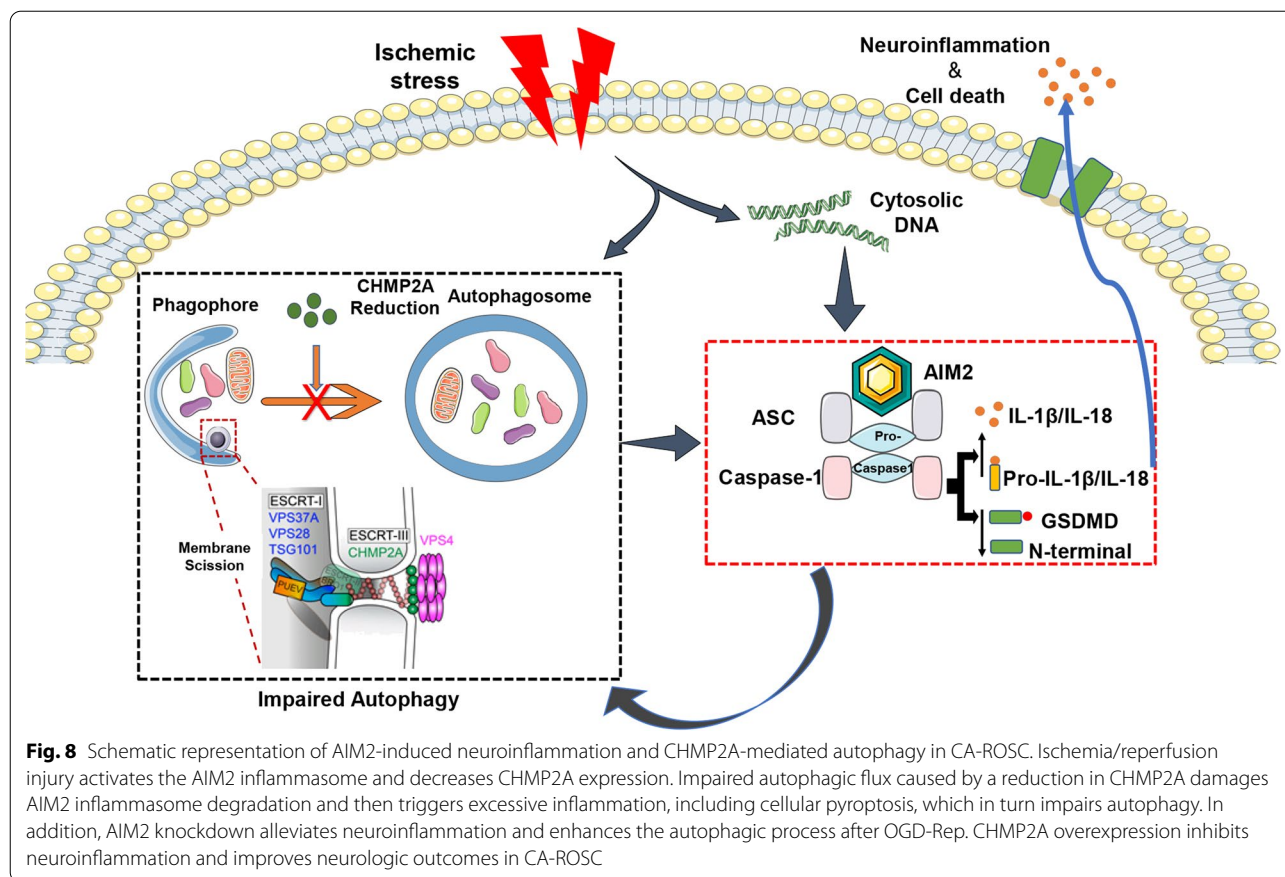 Ischemic
stress
Neuroinflammation
&
Cell death
Cytosolic
DNA
CHMP2A
Reduction
Phagophore
Autophagosome
X
AIM2
ASC
Pro-
Caspase1
Caspase-1
IL-1β/IL-18
Pro-IL-1β/IL-18
GSDMD
N-terminal
Membrane
Scission
ESCRT-I
VPS37A
VPS28
TSG101
PUEV
ESCRT-III
CHMP2A
VPS4
Impaired Autophagy
Fig. 8 Schematic representation of AIM2-induced neuroinflammation and CHMP2A-mediated autophagy in CA-ROSC. Ischemia/reperfusion
injury activates the AIM2 inflammasome and decreases CHMP2A expression. Impaired autophagic flux caused by a reduction in CHMP2A damages
AIM2 inflammasome degradation and then triggers excessive inflammation, including cellular pyroptosis, which in turn impairs autophagy. In
addition, AIM2 knockdown alleviates neuroinflammation and enhances the autophagic process after OGD-Rep. CHMP2A overexpression inhibits
neuroinflammation and improves neurologic outcomes in CA-ROSC